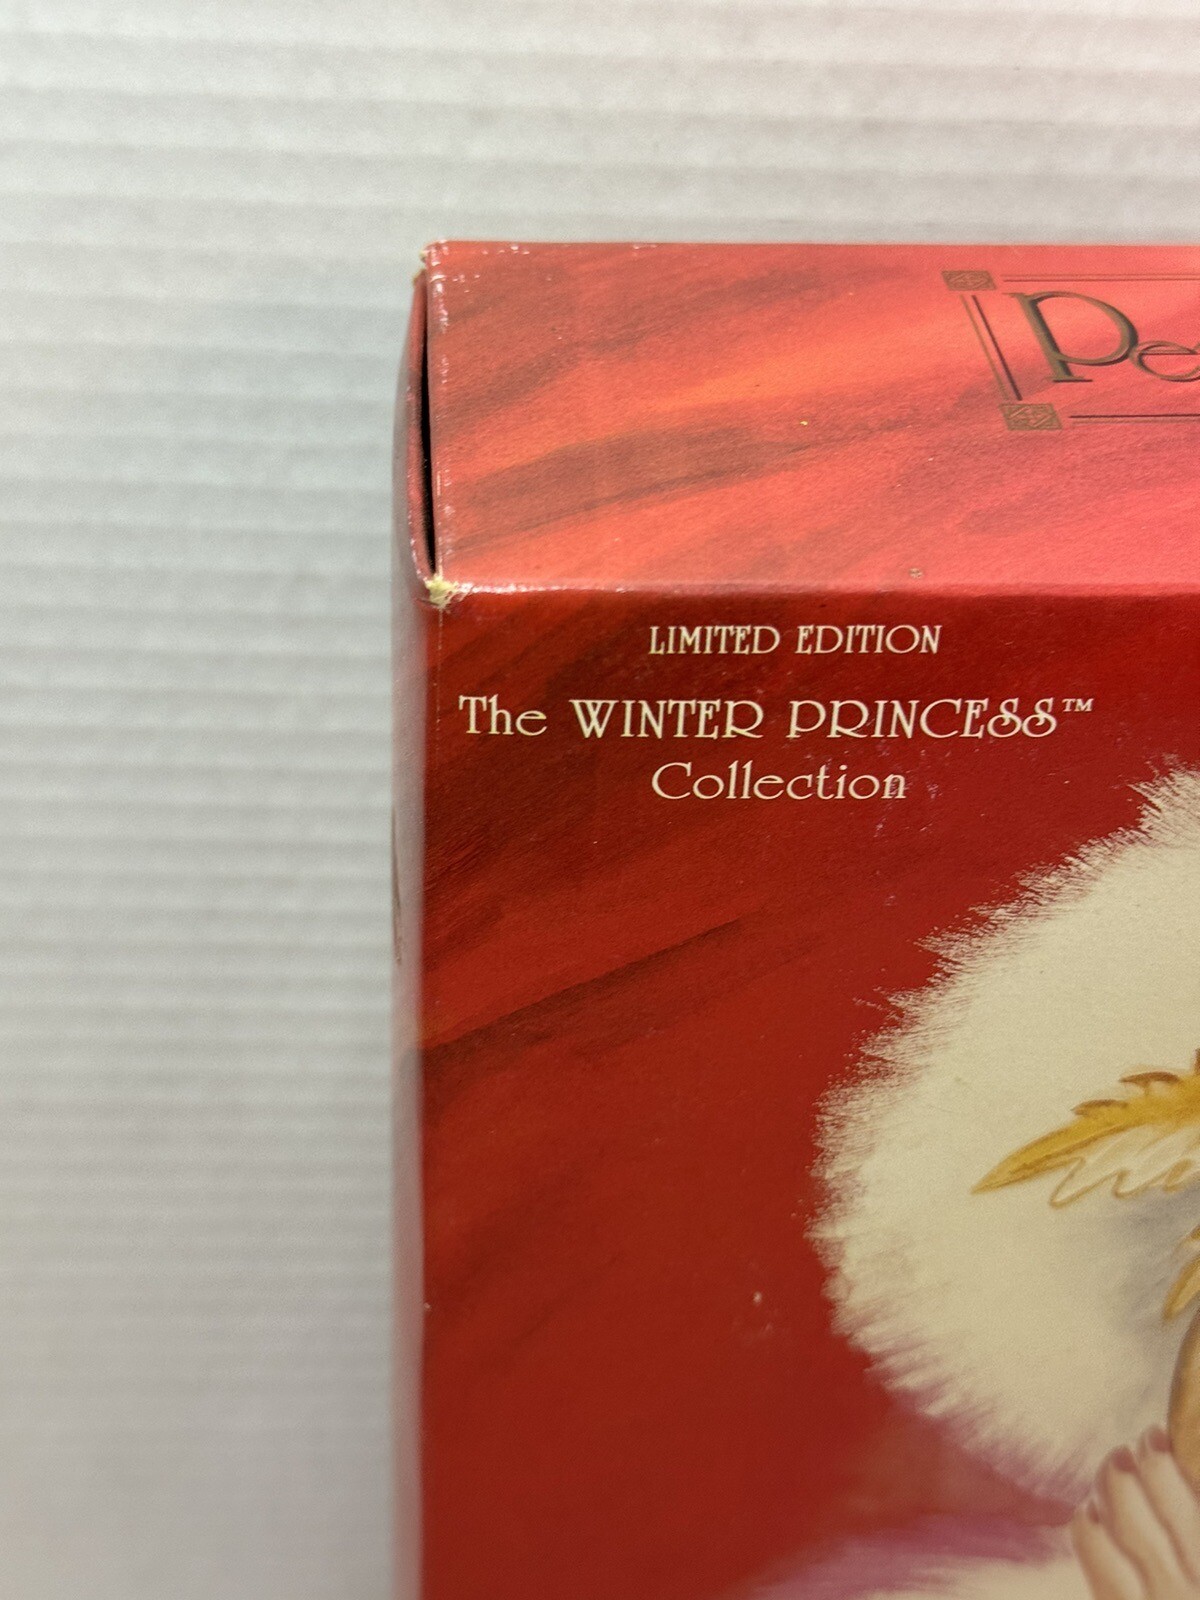 LIMITED EDITION
The WINTER PRINCESS™
Collection